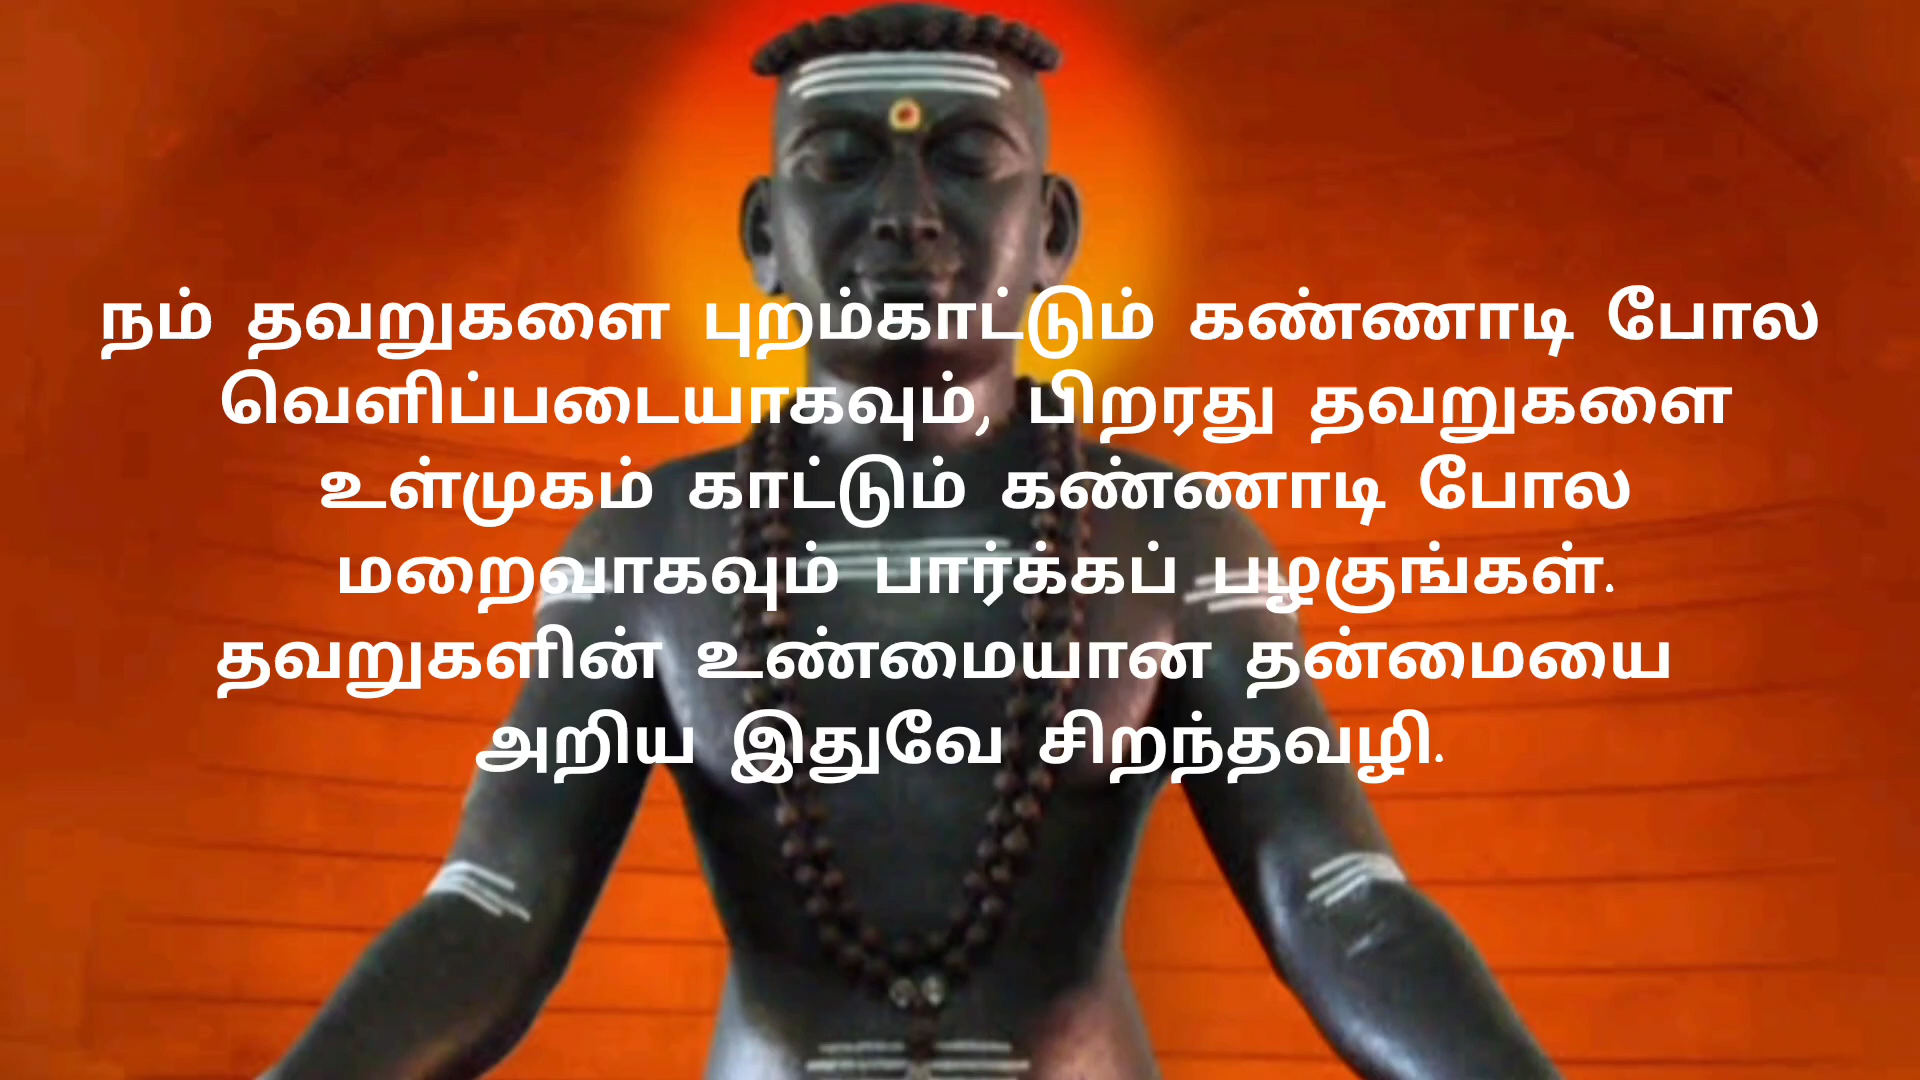 நம் தவறுகளை புறம்காட்டும் கண்ணாடி போல
வெளிப்படையாகவும், பிறரது தவறுகளை
உள்முகம் காட்டும் கண்ணாடி போல
மறைவாகவும் பார்க்கப் பழகுங்கள்.
தவறுகளின் உண்மையான தன்மையை
அறிய இதுவே சிறந்தவழி.